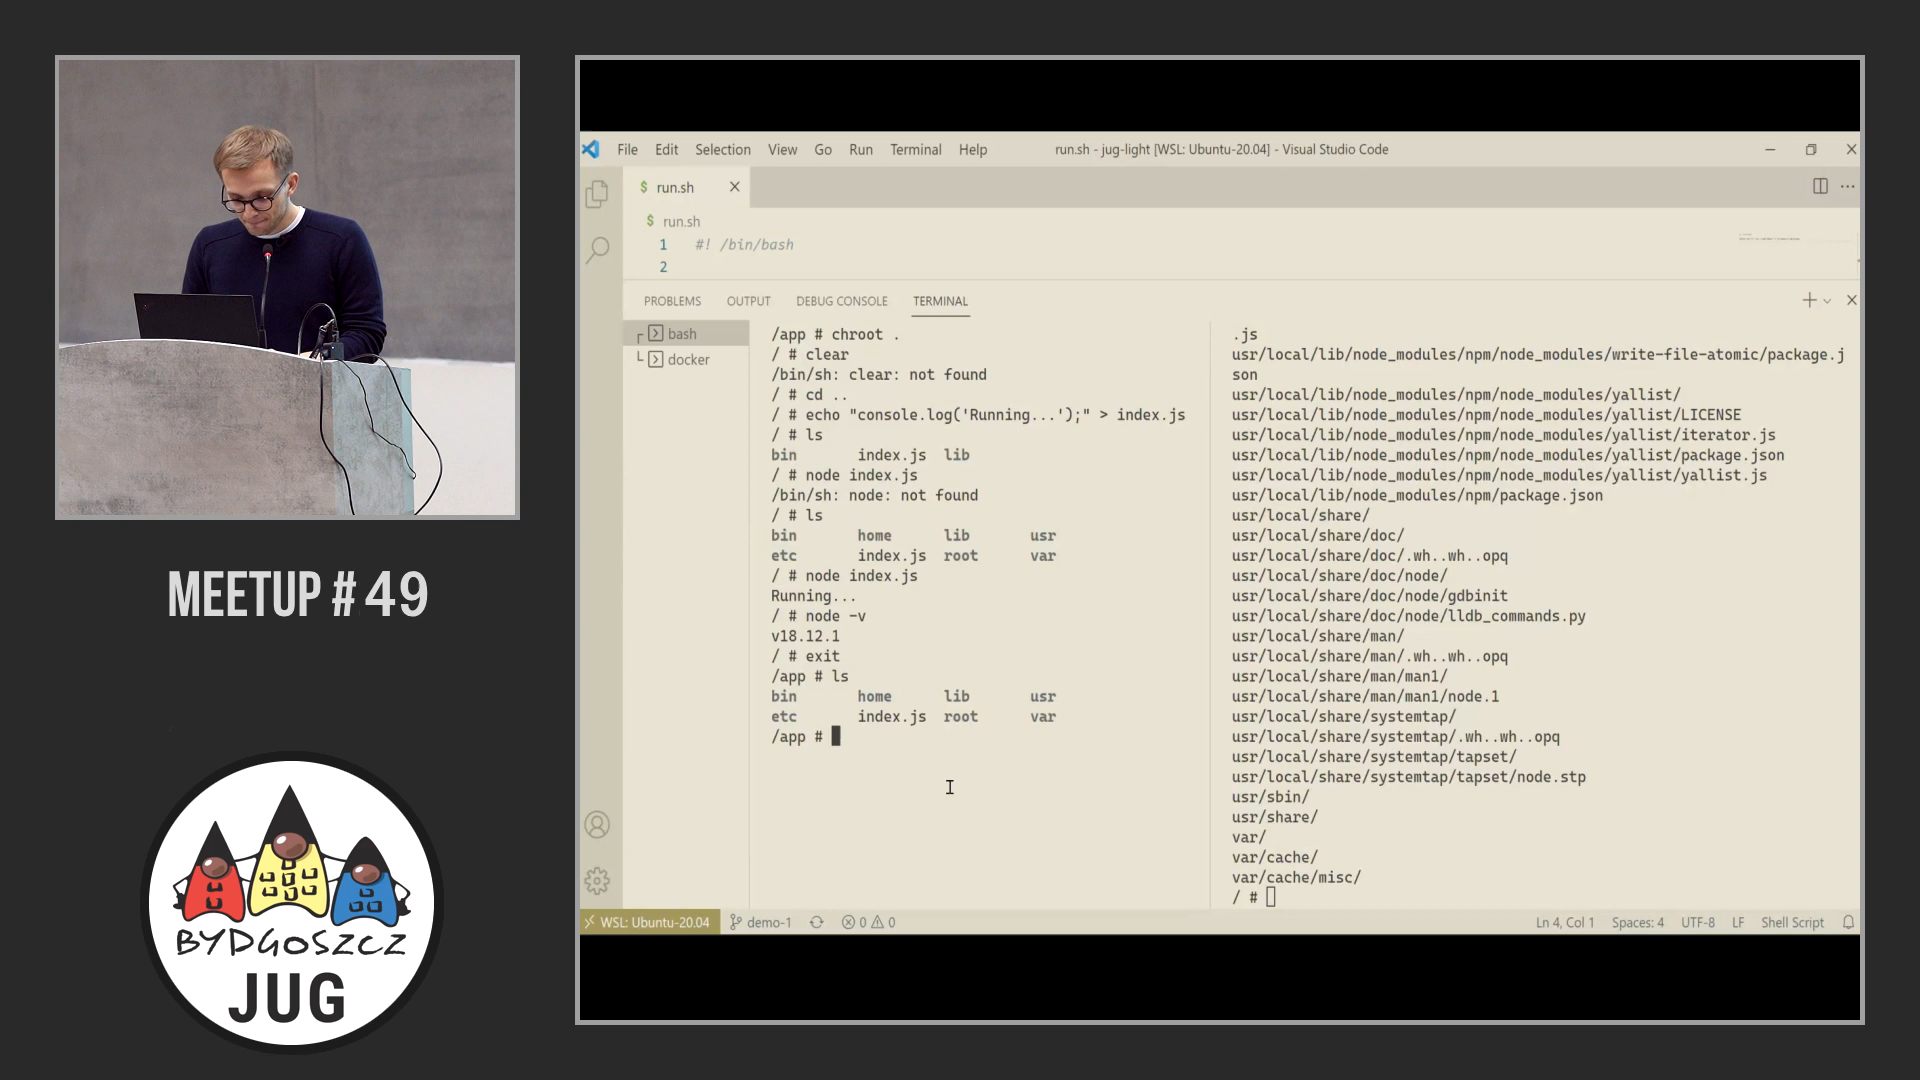 MEETUP # 49
BYDGOSZCZ
JUG
File Edit Selection View Go Run Terminal Help run.sh - jug-light [WSL: Ubuntu-20.04] - Visual Studio Code
$ run.sh
$ run.sh
1 #! /bin/bash
2
PROBLEMS OUTPUT DEBUG CONSOLE TERMINAL
bash
docker
/app # chroot .
/ # clear
/bin/sh: clear: not found
/ # cd ..
/ # echo "console.log('Running...');" > index.js
/ # ls
bin index.js lib
/ # node index.js
/bin/sh: node: not found
/ # ls
bin home lib usr
etc index.js root var
/ # node index.js
Running...
/ # node -v
v18.12.1
/ # exit
/app # ls
bin home lib usr
etc index.js root var
/app #
.js
usr/local/lib/node_modules/npm/node_modules/write-file-atomic/package.j
son
usr/local/lib/node_modules/npm/node_modules/yallist/
usr/local/lib/node_modules/npm/node_modules/yallist/LICENSE
usr/local/lib/node_modules/npm/node_modules/yallist/iterator.js
usr/local/lib/node_modules/npm/node_modules/yallist/package.json
usr/local/lib/node_modules/npm/node_modules/yallist/yallist.js
usr/local/lib/node_modules/npm/package.json
usr/local/share/
usr/local/share/doc/
usr/local/share/doc/.wh..wh..opq
usr/local/share/doc/node/
usr/local/share/doc/node/gdbinit
usr/local/share/doc/node/lldb_commands.py
usr/local/share/man/
usr/local/share/man/.wh..wh..opq
usr/local/share/man/man1/
usr/local/share/man/man1/node.1
usr/local/share/systemtap/
usr/local/share/systemtap/.wh..wh..opq
usr/local/share/systemtap/tapset/
usr/local/share/systemtap/tapset/node.stp
usr/sbin/
usr/share/
var/
var/cache/
var/cache/misc/
/ #
WSL: Ubuntu-20.04 demo-1 0 0 Ln 4, Col 1 Spaces: 4 UTF-8 LF Shell Script